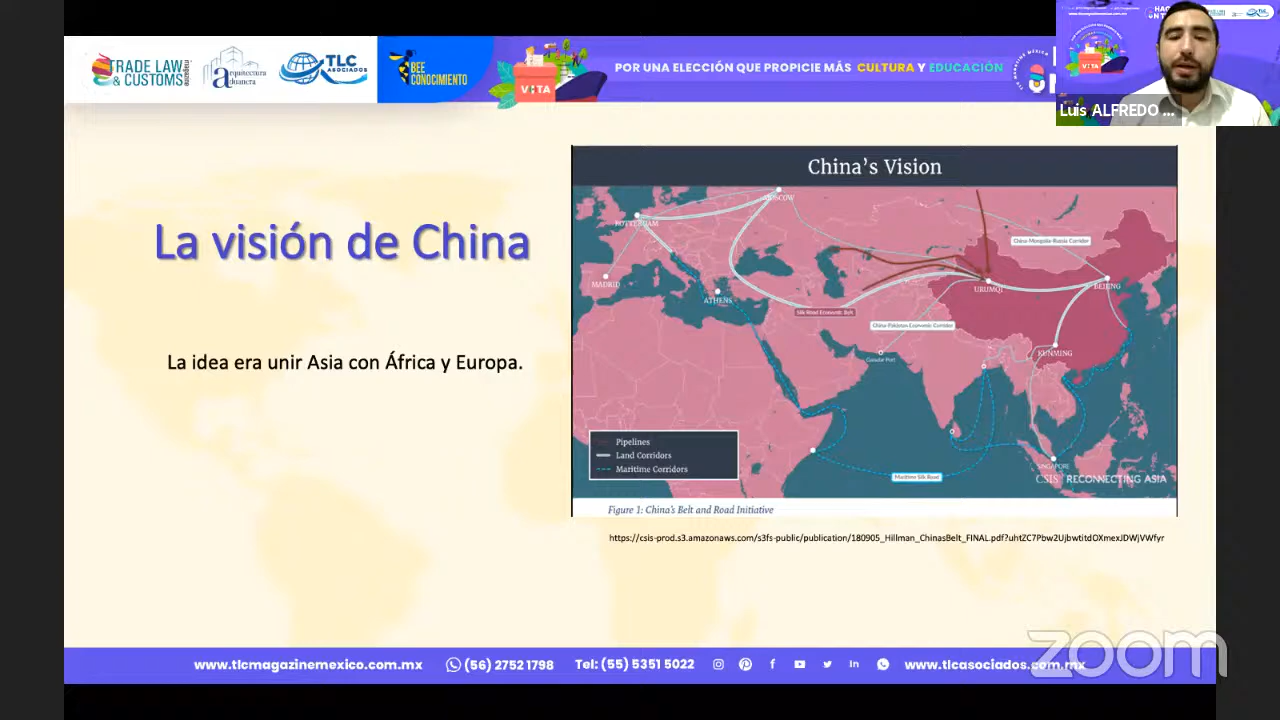 TRADE LAW
& CUSTOMS
magazine
arquitectura
aduanera
TLC
ASOCIADOS
BEE
CONOCIMIENTO
VOTA
POR UNA ELECCIÓN QUE PROPICIE MÁS CULTURA Y EDUCACIÓN
Luis ALFREDO ...
La visión de China
La idea era unir Asia con África y Europa.
China's Vision
MOSCOW
ROTTERDAM
China-Mongolia-Russia Corridor
MADRID
ATHENS
URUMQI
BEIJING
Silk Road Economic Belt
China-Pakistan Economic Corridor
KUNMING
Gwadar Port
Pipelines
Land Corridors
Maritime Corridors
SINGAPORE
Maritime Silk Road
CSIS RECONNECTING ASIA
Figure 1: China's Belt and Road Initiative
https://csis-prod.s3.amazonaws.com/s3fs-public/publication/180905_Hillman_ChinasBelt_FINAL.pdf?uhtZC7Pbw2UjbwtitdOXmexJDWjVWfyr
www.tlcmagazinemexico.com.mx
(56) 2752 1798
Tel: (55) 5351 5022
www.tlcasociados.com.mx
zoom